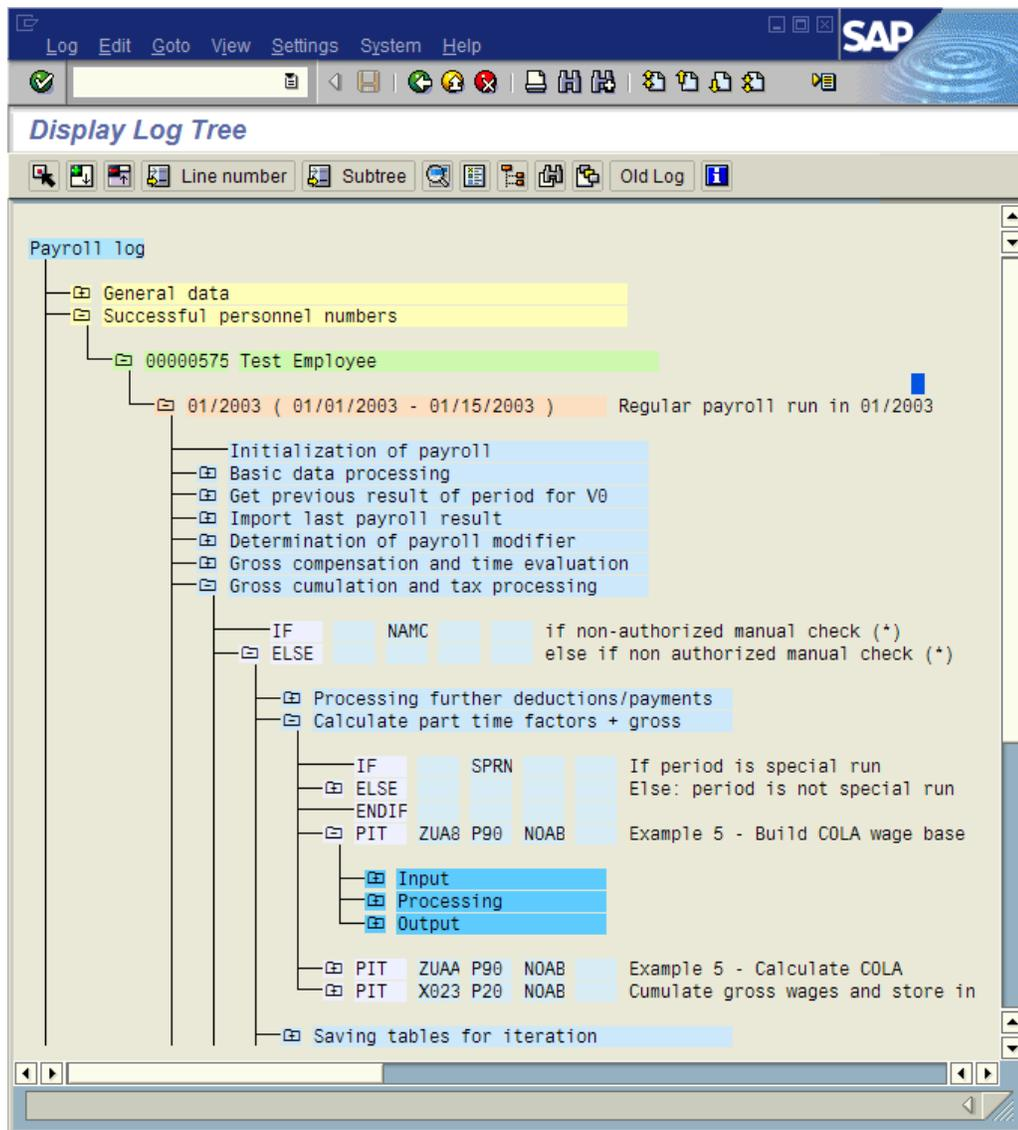 Log Edit Goto View Settings System Help
SAP
Display Log Tree
Line number Subtree Old Log
Payroll log
General data
Successful personnel numbers
00000575 Test Employee
01/2003 ( 01/01/2003 - 01/15/2003 ) Regular payroll run in 01/2003
Initialization of payroll
Basic data processing
Get previous result of period for V0
Import last payroll result
Determination of payroll modifier
Gross compensation and time evaluation
Gross cumulation and tax processing
IF NAMC if non-authorized manual check (*)
ELSE else if non authorized manual check (*)
Processing further deductions/payments
Calculate part time factors + gross
IF SPRN If period is special run
ELSE Else: period is not special run
ENDIF
PIT ZUA8 P90 NOAB Example 5 - Build COLA wage base
Input
Processing
Output
PIT ZUAA P90 NOAB Example 5 - Calculate COLA
PIT X023 P20 NOAB Cumulate gross wages and store in
Saving tables for iteration